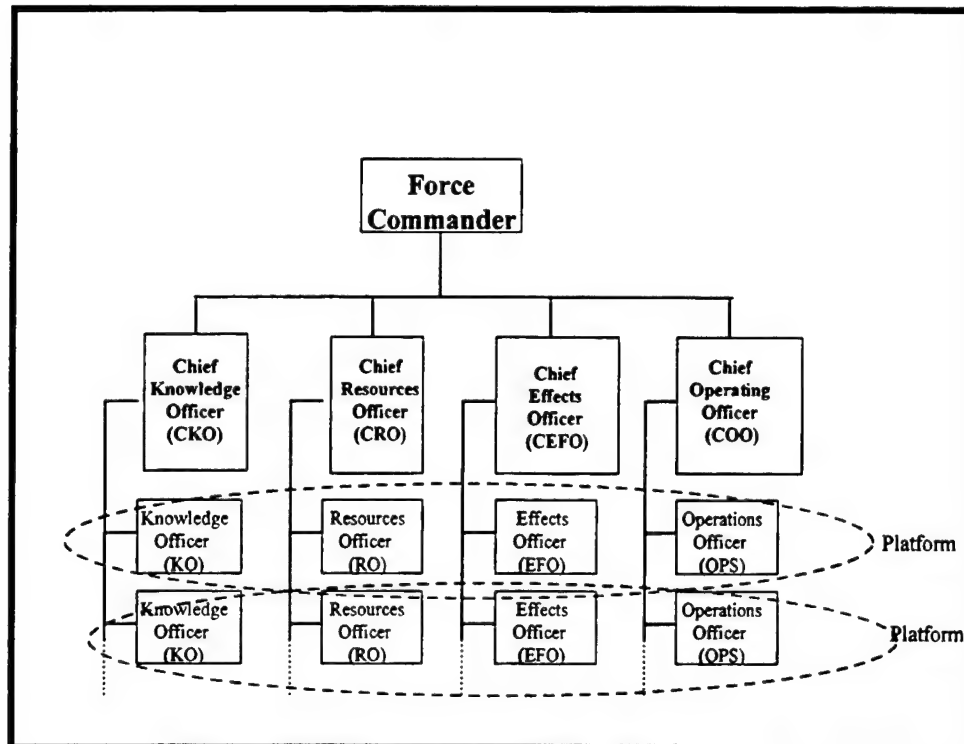 Force
Commander
Chief
Knowledge
Officer
(CKO)
Chief
Resources
Officer
(CRO)
Chief
Effects
Officer
(CEFO)
Chief
Operating
Officer
(COO)
Knowledge
Officer
(KO)
Resources
Officer
(RO)
Effects
Officer
(EFO)
Operations
Officer
(OPS)
Platform
Knowledge
Officer
(KO)
Resources
Officer
(RO)
Effects
Officer
(EFO)
Operations
Officer
(OPS)
Platform